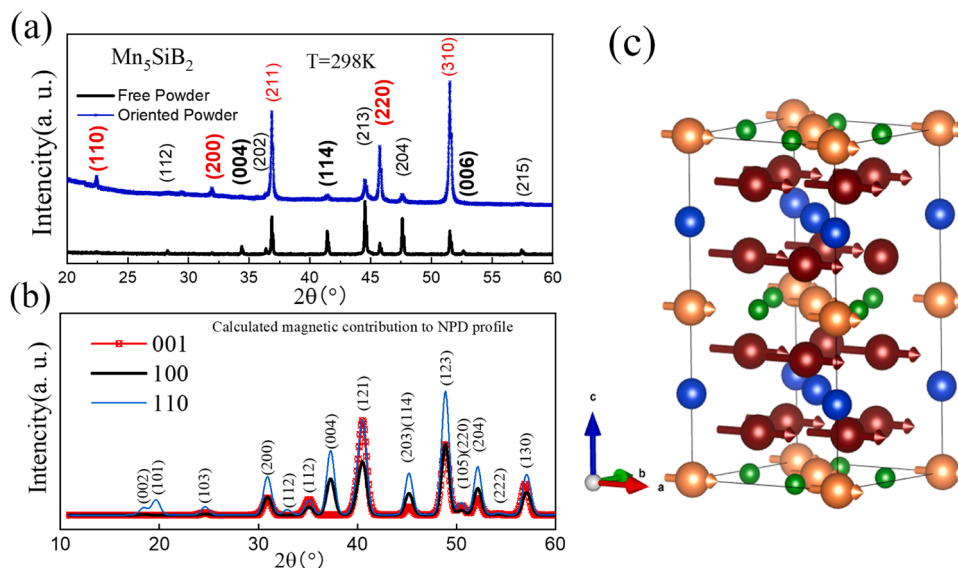 (a)
Mn5SiB2
T=298K
Free Powder
Oriented Powder
(110)
(112)
(200)
(004)
(202)
(211)
(114)
(213)
(220)
(204)
(310)
(006)
(215)
Intencity(a. u.)
20 25 30 35 40 45 50 55 60
2θ(°)
(b)
Calculated magnetic contribution to NPD profile
001
100
110
(002)
(101)
(103)
(200)
(112)
(112)
(004)
(121)
(203)(114)
(123)
(105)(220)
(204)
(222)
(130)
Intencity(a. u.)
10 20 30 40 50 60
2θ(°)
(c)
c
b
a